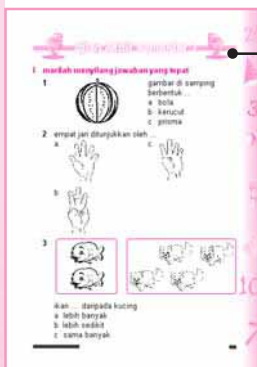 I marilah menyilang jawaban yang tepat
1 gambar di samping
berbentuk ...
a bola
b kerucut
c prisma
2 empat jari ditunjukkan oleh ...
a
c
b
3
ikan ... daripada kucing
a lebih banyak
b lebih sedikit
c sama banyak